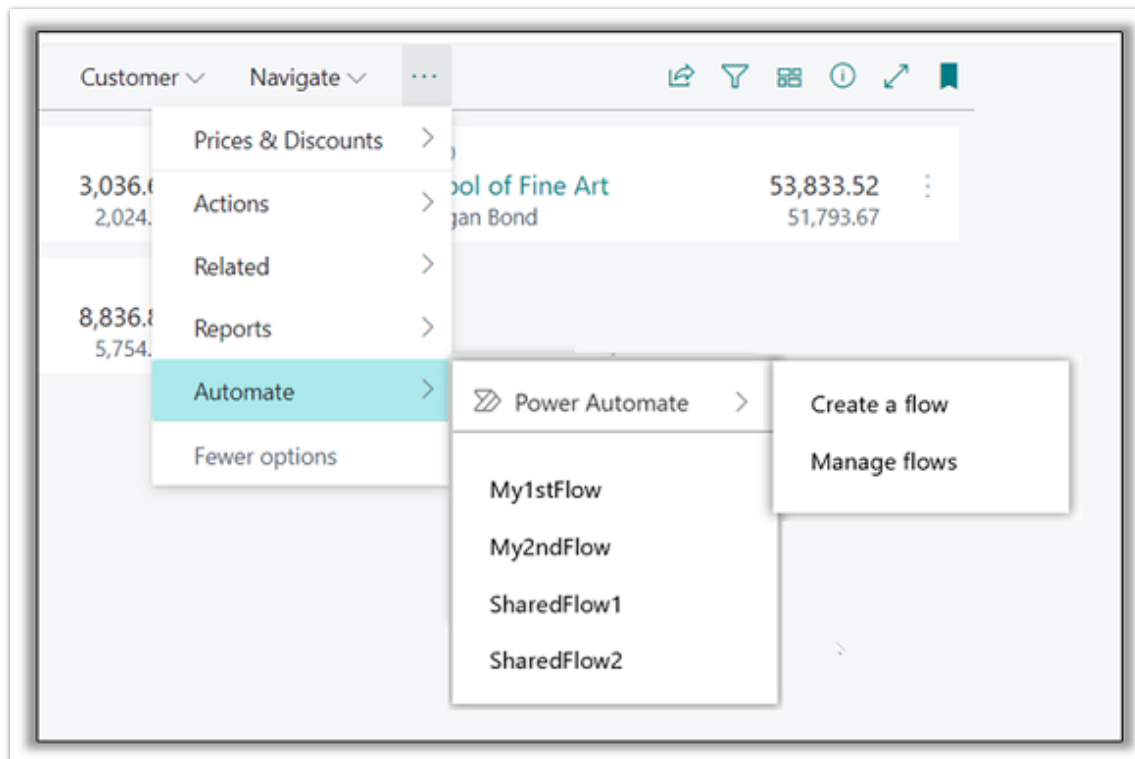 Customer Navigate ...
Prices & Discounts
3,036.6 ool of Fine Art 53,833.52
2,024. gan Bond 51,793.67
Actions
Related
8,836.8
5,754.
Reports
Automate
Power Automate
Create a flow
Manage flows
Fewer options
My1stFlow
My2ndFlow
SharedFlow1
SharedFlow2